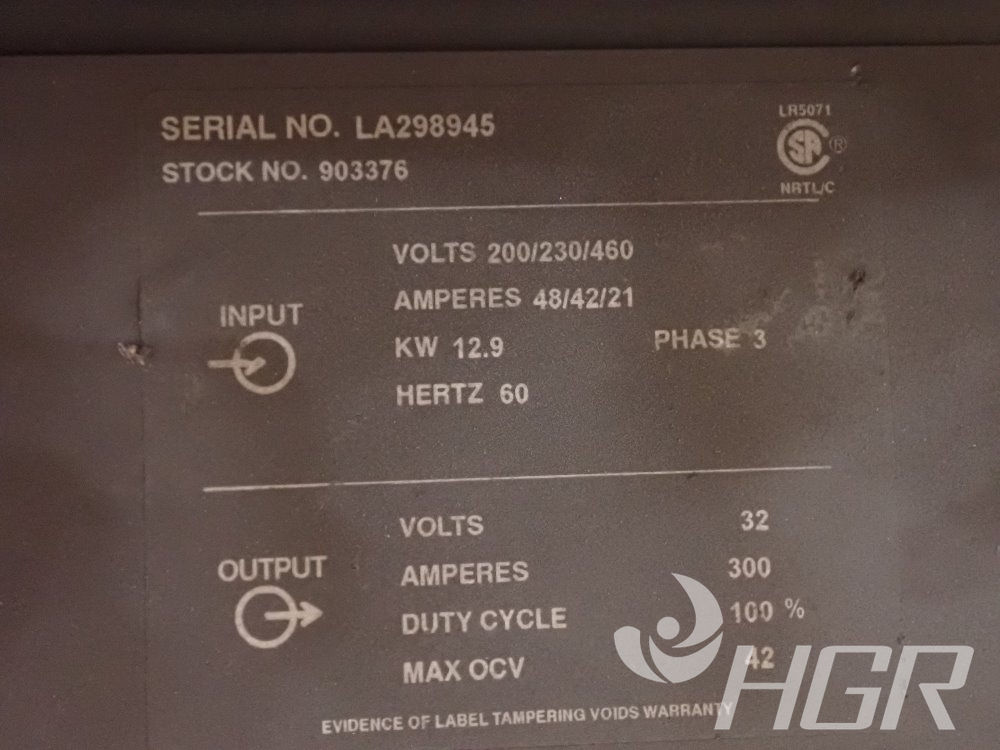 LR5071
SERIAL NO. LA298945
STOCK NO. 903376
SA ®
NRTL/C
VOLTS 200/230/460
INPUT
AMPERES 48/42/21
KW 12.9 PHASE 3
HERTZ 60
VOLTS 32
OUTPUT
AMPERES 300
DUTY CYCLE 100 %
MAX OCV 42
EVIDENCE OF LABEL TAMPERING VOIDS WARRANTY
HGR